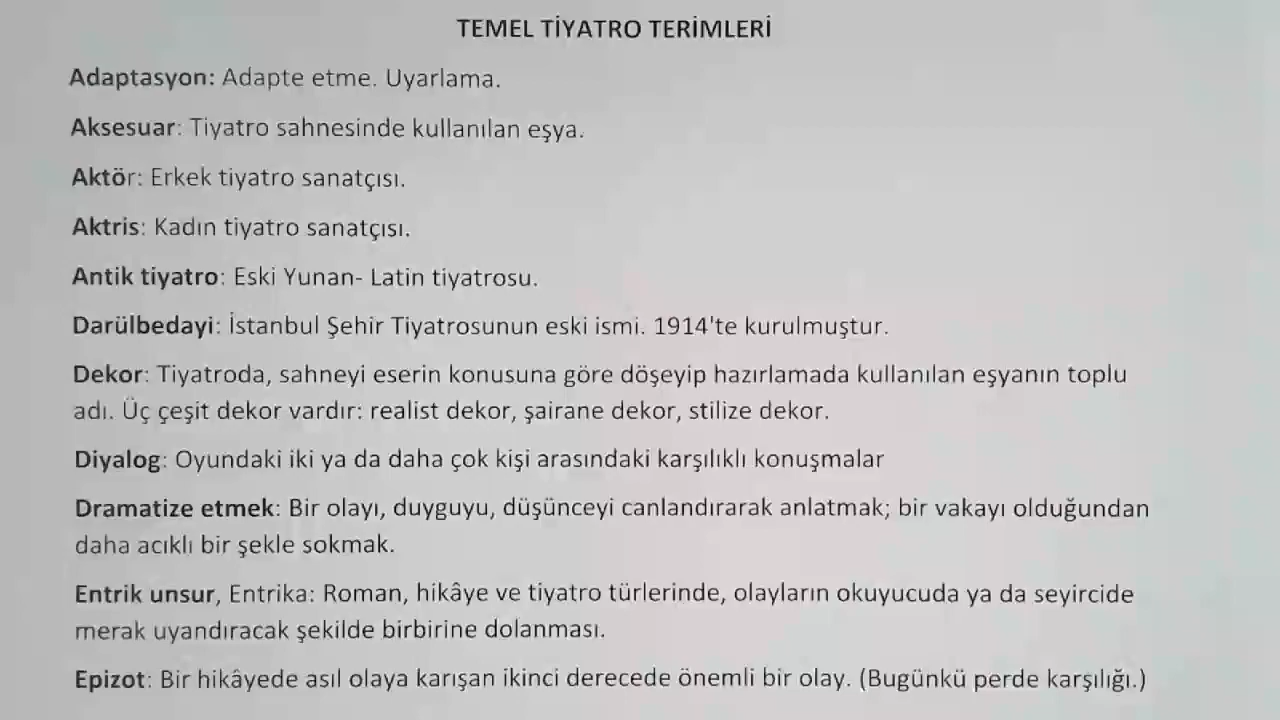 TEMEL TİYATRO TERİMLERİ
Adaptasyon: Adapte etme. Uyarlama.
Aksesuar: Tiyatro sahnesinde kullanılan eşya.
Aktör: Erkek tiyatro sanatçısı.
Aktris: Kadın tiyatro sanatçısı.
Antik tiyatro: Eski Yunan- Latin tiyatrosu.
Darülbedayi: İstanbul Şehir Tiyatrosunun eski ismi. 1914'te kurulmuştur.
Dekor: Tiyatroda, sahneyi eserin konusuna göre döşeyip hazırlamada kullanılan eşyanın toplu
adı. Üç çeşit dekor vardır: realist dekor, şairane dekor, stilize dekor.
Diyalog: Oyundaki iki ya da daha çok kişi arasındaki karşılıklı konuşmalar
Dramatize etmek: Bir olayı, duyguyu, düşünceyi canlandırarak anlatmak; bir vakayı olduğundan
daha acıklı bir şekle sokmak.
Entrik unsur, Entrika: Roman, hikâye ve tiyatro türlerinde, olayların okuyucuda ya da seyircide
merak uyandıracak şekilde birbirine dolanması.
Epizot: Bir hikâyede asıl olaya karışan ikinci derecede önemli bir olay. (Bugünkü perde karşılığı.)